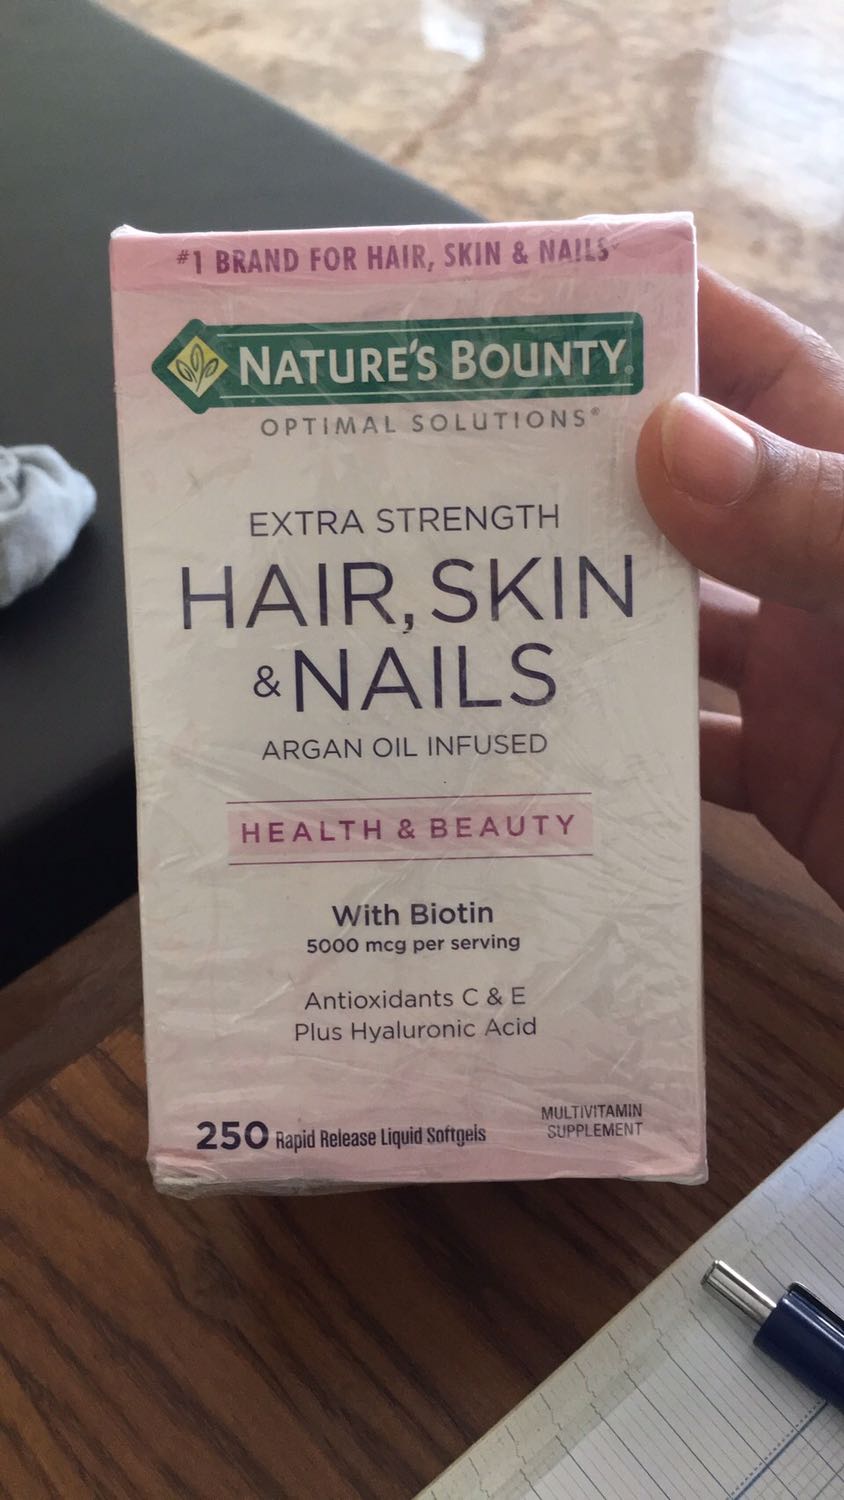 #1 BRAND FOR HAIR, SKIN & NAILS
NATURE'S BOUNTY®
OPTIMAL SOLUTIONS®
EXTRA STRENGTH
HAIR, SKIN
& NAILS
ARGAN OIL INFUSED
HEALTH & BEAUTY
With Biotin
5000 mcg per serving
Antioxidants C & E
Plus Hyaluronic Acid
250 Rapid Release Liquid Softgels
MULTIVITAMIN
SUPPLEMENT